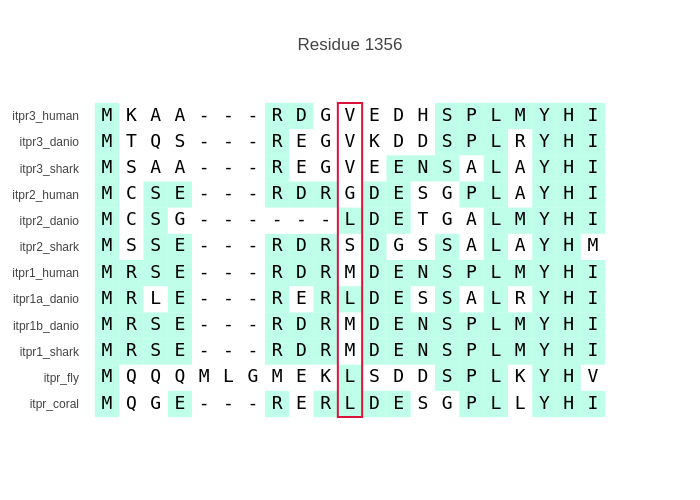 Residue 1356
itpr3_human M K A A - - - R D G V E D H S P L M Y H I
itpr3_danio M T Q S - - - R E G V K D D S P L R Y H I
itpr3_shark M S A A - - - R E G V E E N S A L A Y H I
itpr2_human M C S E - - - R D R G D E S G P L A Y H I
itpr2_danio M C S G - - - - - - L D E T G A L M Y H I
itpr2_shark M S S E - - - R D R S D G S S A L A Y H M
itpr1_human M R S E - - - R D R M D E N S P L M Y H I
itpr1a_danio M R L E - - - R E R L D E S S A L R Y H I
itpr1b_danio M R S E - - - R D R M D E N S P L M Y H I
itpr1_shark M R S E - - - R D R M D E N S P L M Y H I
itpr_fly M Q Q Q M L G M E K L S D D S P L K Y H V
itpr_coral M Q G E - - - R E R L D E S G P L L Y H I